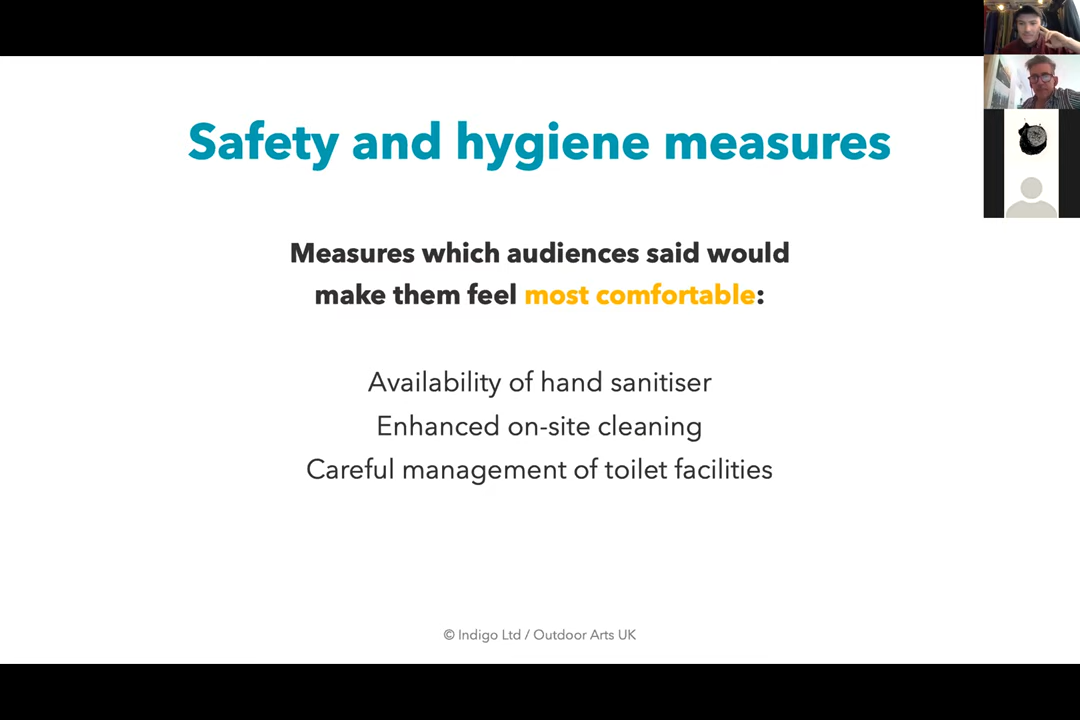 Safety and hygiene measures
Measures which audiences said would
make them feel most comfortable:
Availability of hand sanitiser
Enhanced on-site cleaning
Careful management of toilet facilities
© Indigo Ltd / Outdoor Arts UK